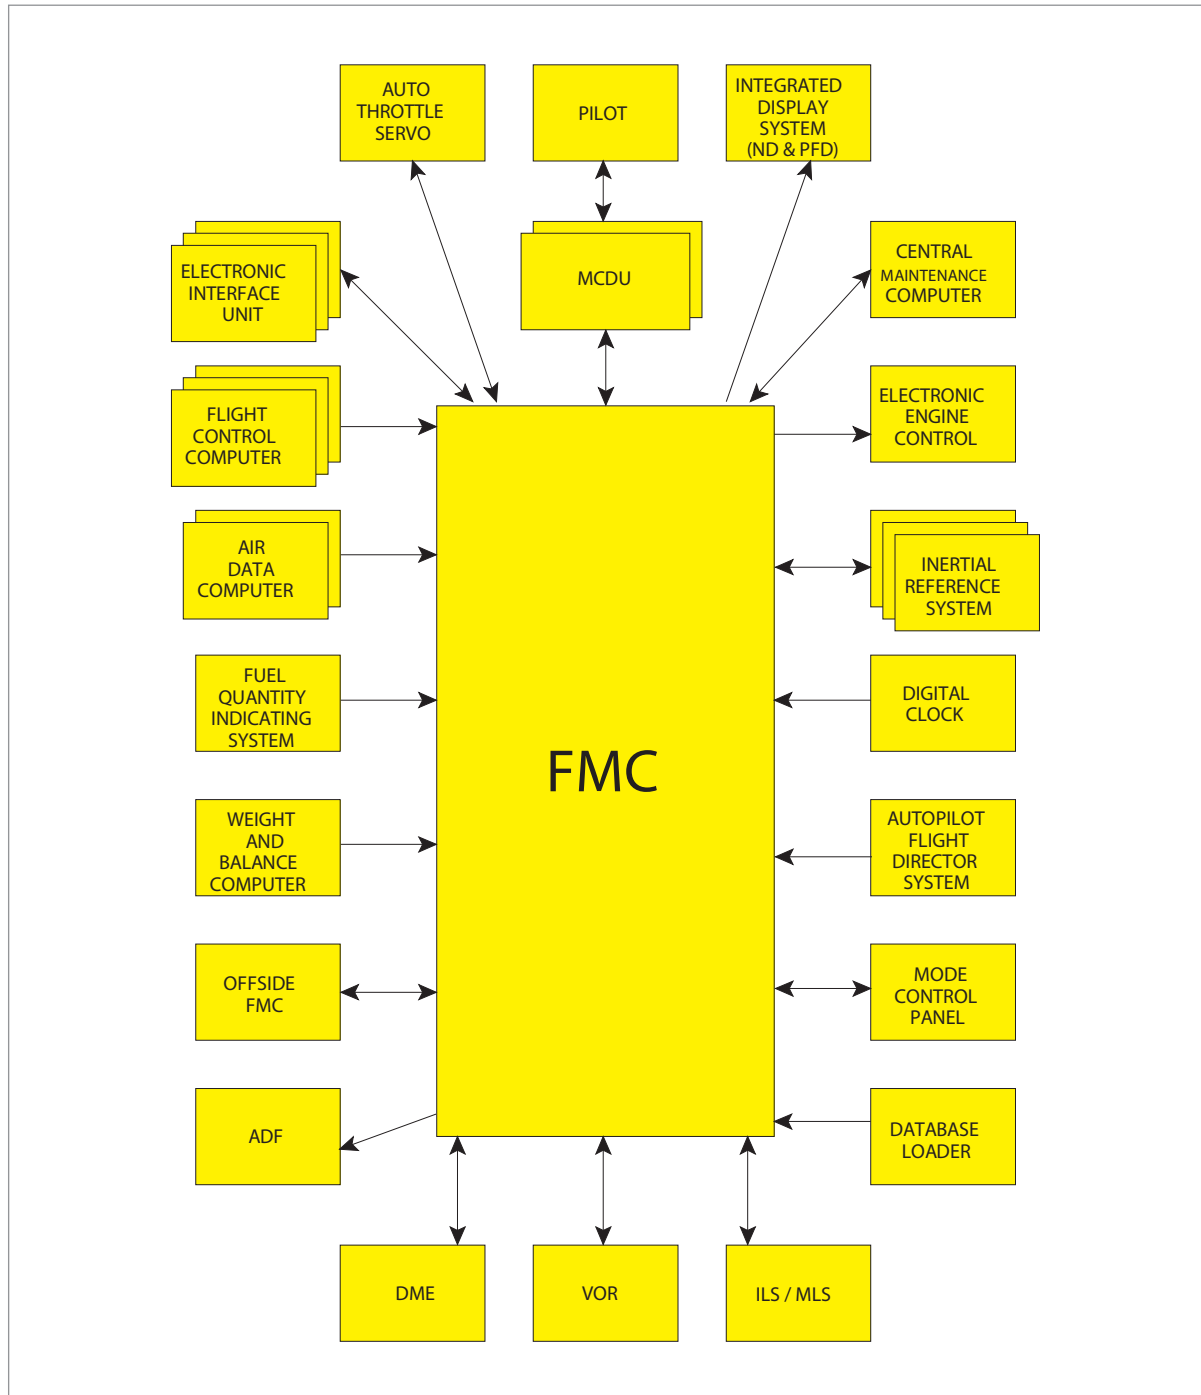 AUTO
THROTTLE
SERVO
PILOT
INTEGRATED
DISPLAY
SYSTEM
(ND & PFD)
ELECTRONIC
INTERFACE
UNIT
MCDU
CENTRAL
MAINTENANCE
COMPUTER
FLIGHT
CONTROL
COMPUTER
ELECTRONIC
ENGINE
CONTROL
AIR
DATA
COMPUTER
INERTIAL
REFERENCE
SYSTEM
FUEL
QUANTITY
INDICATING
SYSTEM
FMC
DIGITAL
CLOCK
WEIGHT
AND
BALANCE
COMPUTER
AUTOPILOT
FLIGHT
DIRECTOR
SYSTEM
OFFSIDE
FMC
MODE
CONTROL
PANEL
ADF
DATABASE
LOADER
DME
VOR
ILS / MLS